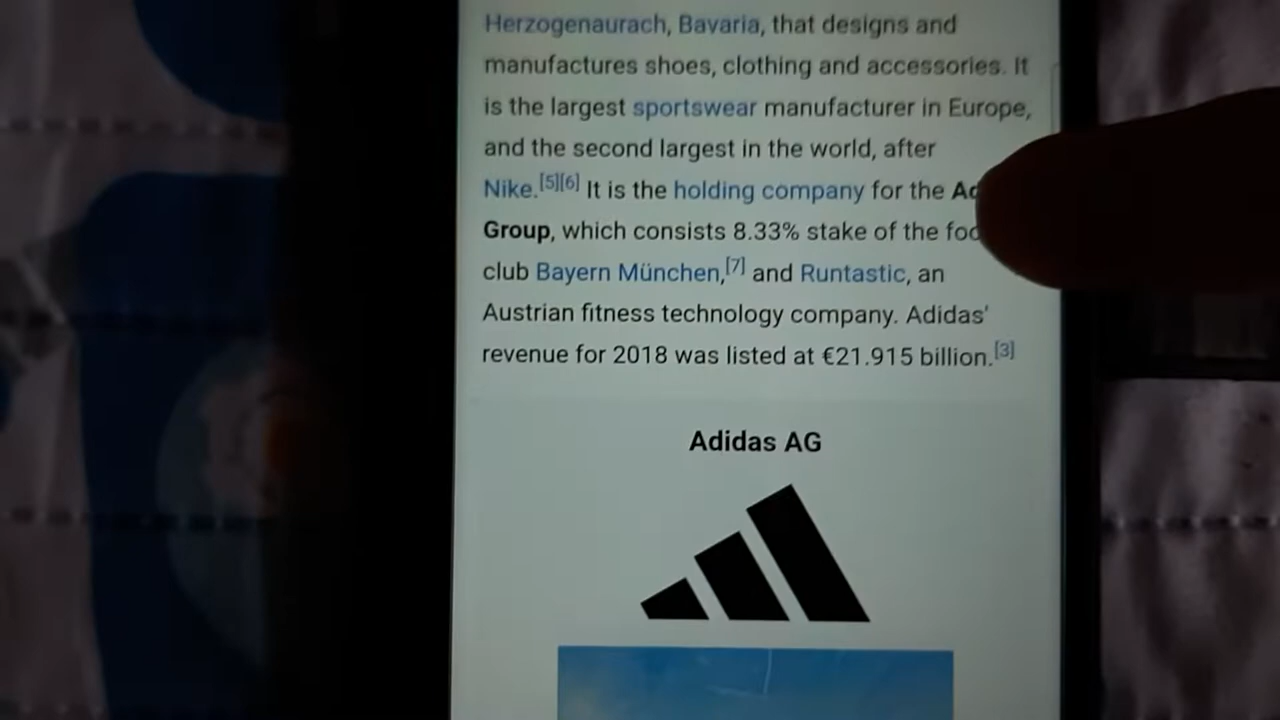 Herzogenaurach, Bavaria, that designs and
manufactures shoes, clothing and accessories. It
is the largest sportswear manufacturer in Europe,
and the second largest in the world, after
Nike.[5][6] It is the holding company for the
Group, which consists 8.33% stake of the
club Bayern München,[7] and Runtastic, an
Austrian fitness technology company. Adidas'
revenue for 2018 was listed at €21.915 billion.[3]
Adidas AG